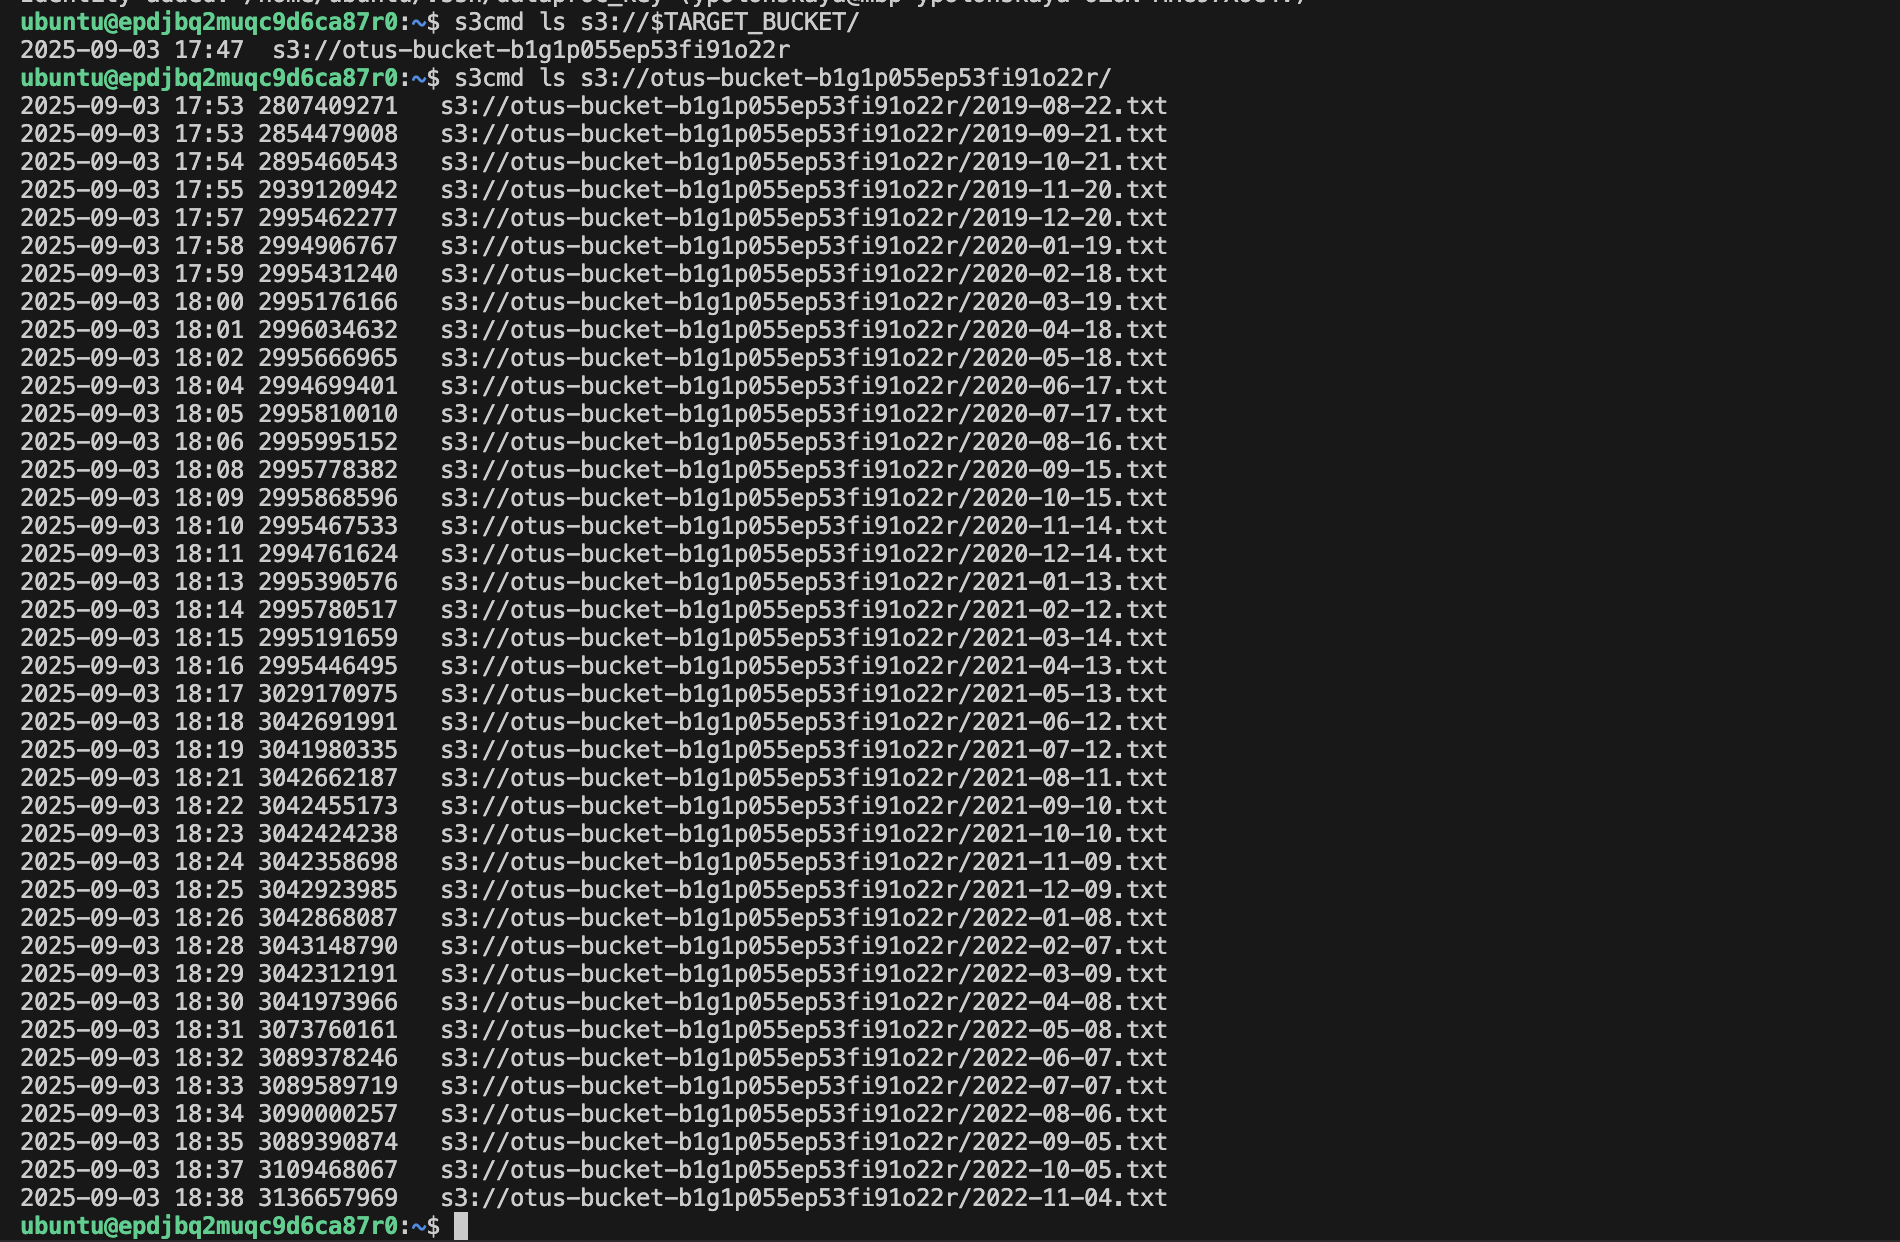 ubuntu@epdjbq2muqc9d6ca87r0:~$ s3cmd ls s3://$TARGET_BUCKET/
2025-09-03 17:47  s3://otus-bucket-b1g1p055ep53fi91o22r
ubuntu@epdjbq2muqc9d6ca87r0:~$ s3cmd ls s3://otus-bucket-b1g1p055ep53fi91o22r/
2025-09-03 17:53 2807409271   s3://otus-bucket-b1g1p055ep53fi91o22r/2019-08-22.txt
2025-09-03 17:53 2854479008   s3://otus-bucket-b1g1p055ep53fi91o22r/2019-09-21.txt
2025-09-03 17:54 2895460543   s3://otus-bucket-b1g1p055ep53fi91o22r/2019-10-21.txt
2025-09-03 17:55 2939120942   s3://otus-bucket-b1g1p055ep53fi91o22r/2019-11-20.txt
2025-09-03 17:57 2995462277   s3://otus-bucket-b1g1p055ep53fi91o22r/2019-12-20.txt
2025-09-03 17:58 2994906767   s3://otus-bucket-b1g1p055ep53fi91o22r/2020-01-19.txt
2025-09-03 17:59 2995431240   s3://otus-bucket-b1g1p055ep53fi91o22r/2020-02-18.txt
2025-09-03 18:00 2995176166   s3://otus-bucket-b1g1p055ep53fi91o22r/2020-03-19.txt
2025-09-03 18:01 2996034632   s3://otus-bucket-b1g1p055ep53fi91o22r/2020-04-18.txt
2025-09-03 18:02 2995666965   s3://otus-bucket-b1g1p055ep53fi91o22r/2020-05-18.txt
2025-09-03 18:04 2994699401   s3://otus-bucket-b1g1p055ep53fi91o22r/2020-06-17.txt
2025-09-03 18:05 2995810010   s3://otus-bucket-b1g1p055ep53fi91o22r/2020-07-17.txt
2025-09-03 18:06 2995995152   s3://otus-bucket-b1g1p055ep53fi91o22r/2020-08-16.txt
2025-09-03 18:08 2995778382   s3://otus-bucket-b1g1p055ep53fi91o22r/2020-09-15.txt
2025-09-03 18:09 2995868596   s3://otus-bucket-b1g1p055ep53fi91o22r/2020-10-15.txt
2025-09-03 18:10 2995467533   s3://otus-bucket-b1g1p055ep53fi91o22r/2020-11-14.txt
2025-09-03 18:11 2994761624   s3://otus-bucket-b1g1p055ep53fi91o22r/2020-12-14.txt
2025-09-03 18:13 2995390576   s3://otus-bucket-b1g1p055ep53fi91o22r/2021-01-13.txt
2025-09-03 18:14 2995780517   s3://otus-bucket-b1g1p055ep53fi91o22r/2021-02-12.txt
2025-09-03 18:15 2995191659   s3://otus-bucket-b1g1p055ep53fi91o22r/2021-03-14.txt
2025-09-03 18:16 2995446495   s3://otus-bucket-b1g1p055ep53fi91o22r/2021-04-13.txt
2025-09-03 18:17 3029170975   s3://otus-bucket-b1g1p055ep53fi91o22r/2021-05-13.txt
2025-09-03 18:18 3042691991   s3://otus-bucket-b1g1p055ep53fi91o22r/2021-06-12.txt
2025-09-03 18:19 3041980335   s3://otus-bucket-b1g1p055ep53fi91o22r/2021-07-12.txt
2025-09-03 18:21 3042662187   s3://otus-bucket-b1g1p055ep53fi91o22r/2021-08-11.txt
2025-09-03 18:22 3042455173   s3://otus-bucket-b1g1p055ep53fi91o22r/2021-09-10.txt
2025-09-03 18:23 3042424238   s3://otus-bucket-b1g1p055ep53fi91o22r/2021-10-10.txt
2025-09-03 18:24 3042358698   s3://otus-bucket-b1g1p055ep53fi91o22r/2021-11-09.txt
2025-09-03 18:25 3042923985   s3://otus-bucket-b1g1p055ep53fi91o22r/2021-12-09.txt
2025-09-03 18:26 3042868087   s3://otus-bucket-b1g1p055ep53fi91o22r/2022-01-08.txt
2025-09-03 18:28 3043148790   s3://otus-bucket-b1g1p055ep53fi91o22r/2022-02-07.txt
2025-09-03 18:29 3042312191   s3://otus-bucket-b1g1p055ep53fi91o22r/2022-03-09.txt
2025-09-03 18:30 3041973966   s3://otus-bucket-b1g1p055ep53fi91o22r/2022-04-08.txt
2025-09-03 18:31 3073760161   s3://otus-bucket-b1g1p055ep53fi91o22r/2022-05-08.txt
2025-09-03 18:32 3089378246   s3://otus-bucket-b1g1p055ep53fi91o22r/2022-06-07.txt
2025-09-03 18:33 3089589719   s3://otus-bucket-b1g1p055ep53fi91o22r/2022-07-07.txt
2025-09-03 18:34 3090000257   s3://otus-bucket-b1g1p055ep53fi91o22r/2022-08-06.txt
2025-09-03 18:35 3089390874   s3://otus-bucket-b1g1p055ep53fi91o22r/2022-09-05.txt
2025-09-03 18:37 3109468067   s3://otus-bucket-b1g1p055ep53fi91o22r/2022-10-05.txt
2025-09-03 18:38 3136657969   s3://otus-bucket-b1g1p055ep53fi91o22r/2022-11-04.txt
ubuntu@epdjbq2muqc9d6ca87r0:~$